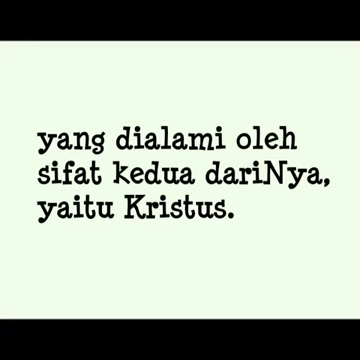 yang dialami oleh
sifat kedua dariNya,
yaitu Kristus.